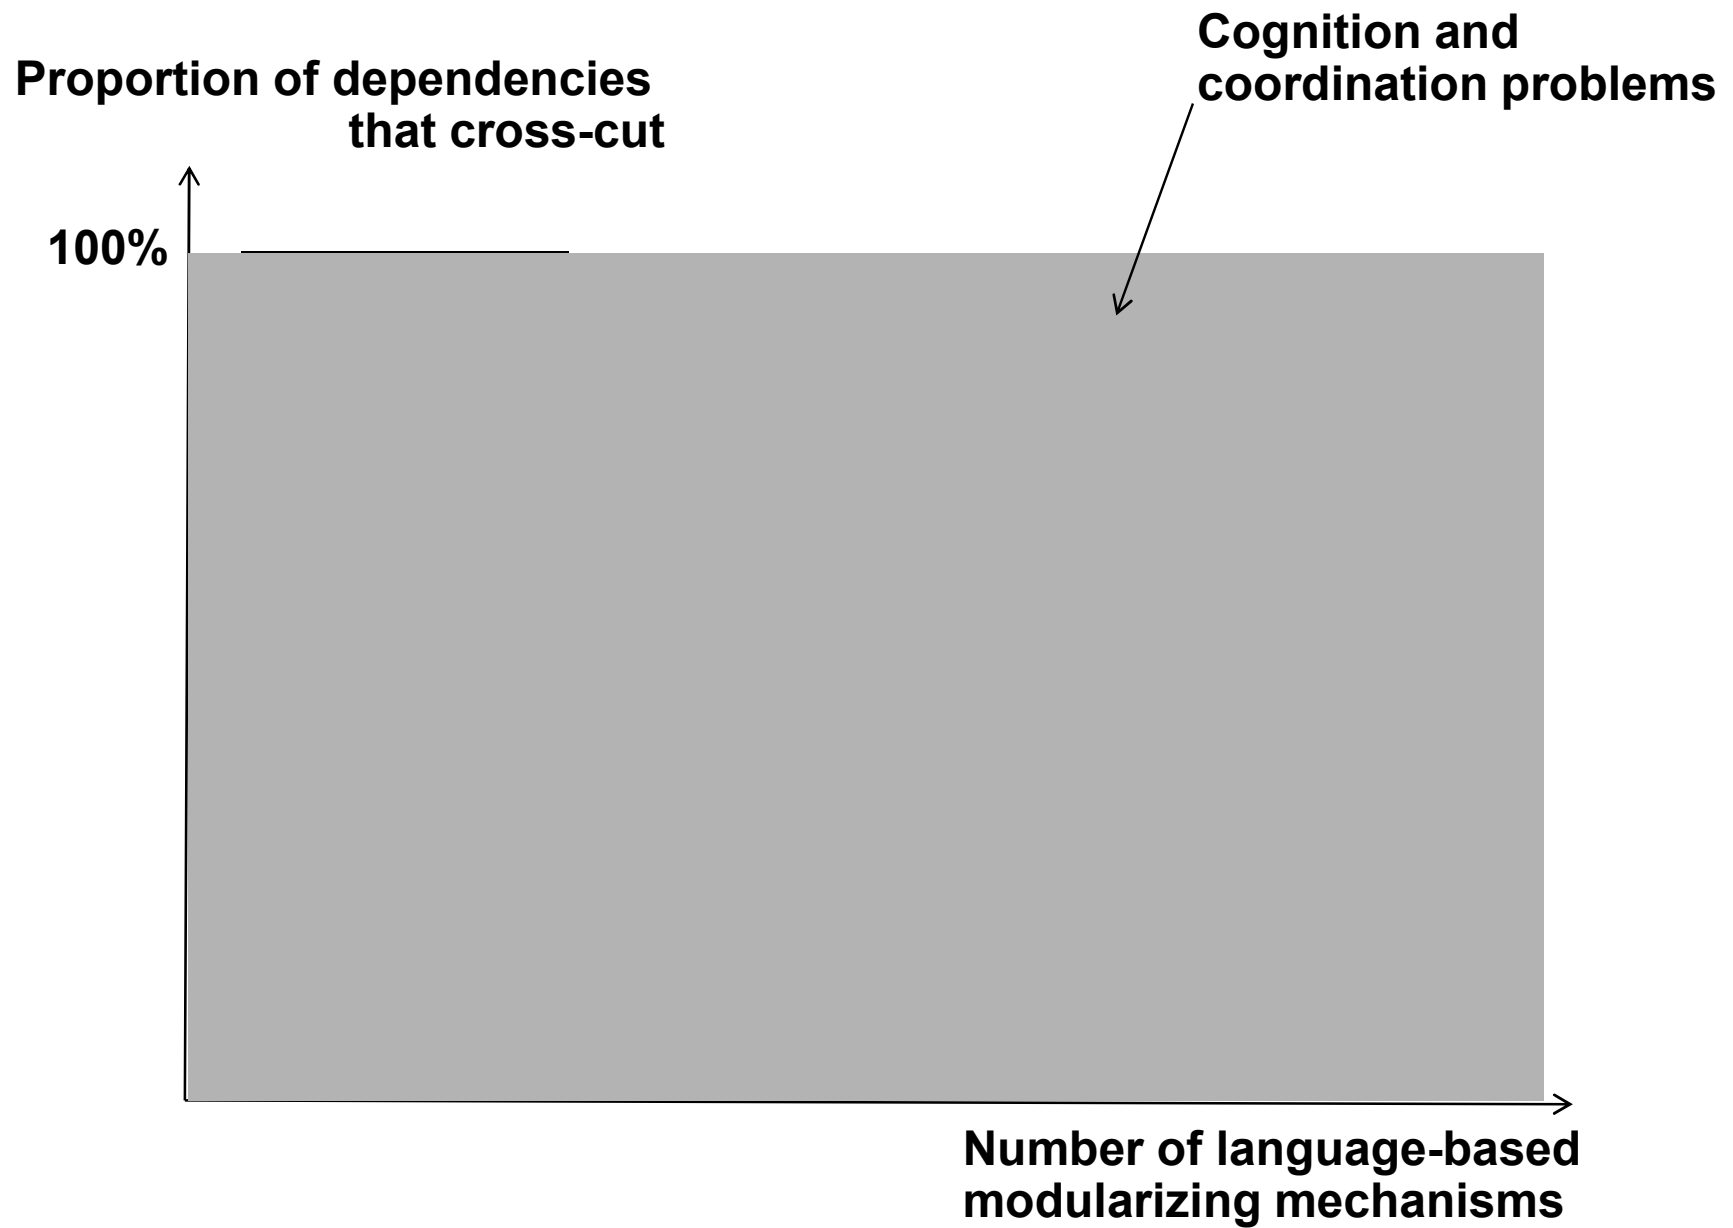 Cognition and
coordination problems
Proportion of dependencies
that cross-cut
100%
Number of language-based
modularizing mechanisms